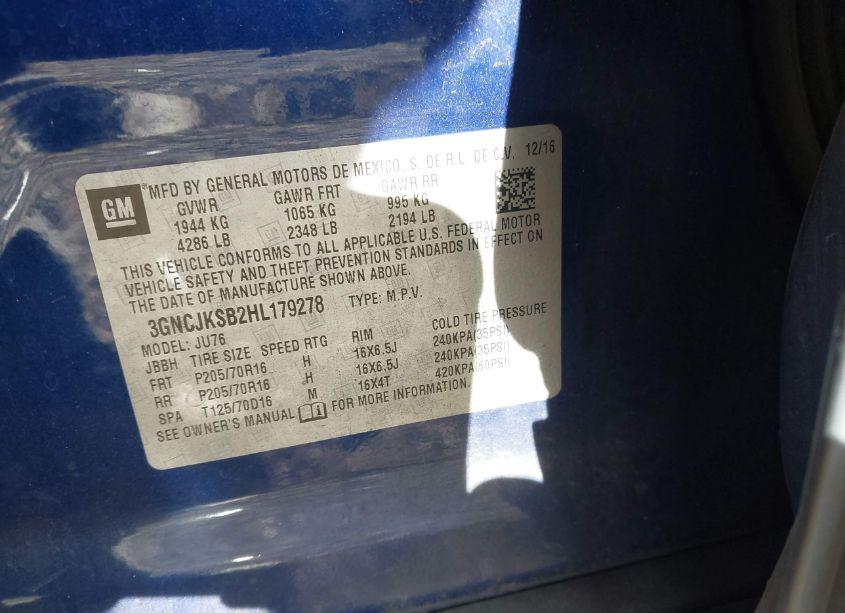 GM
® MFD BY GENERAL MOTORS DE MEXICO, S. DE R.L. DE C.V. 12/16
GVWR GAWR FRT GAWR RR
1944 KG 1065 KG 995 KG
4286 LB 2348 LB 2194 LB
THIS VEHICLE CONFORMS TO ALL APPLICABLE U.S. FEDERAL MOTOR
VEHICLE SAFETY AND THEFT PREVENTION STANDARDS IN EFFECT ON
THE DATE OF MANUFACTURE SHOWN ABOVE.
3GNCJKSB2HL179278 TYPE: M.P.V.
MODEL: JU76
JBBH TIRE SIZE SPEED RTG RIM COLD TIRE PRESSURE
FRT P205/70R16 H 16X6.5J 240KPA(35PSI)
RR P205/70R16 H 16X6.5J 240KPA(35PSI)
SPA T125/70D16 M 16X4T 420KPA(60PSI)
SEE OWNER'S MANUAL FOR MORE INFORMATION.